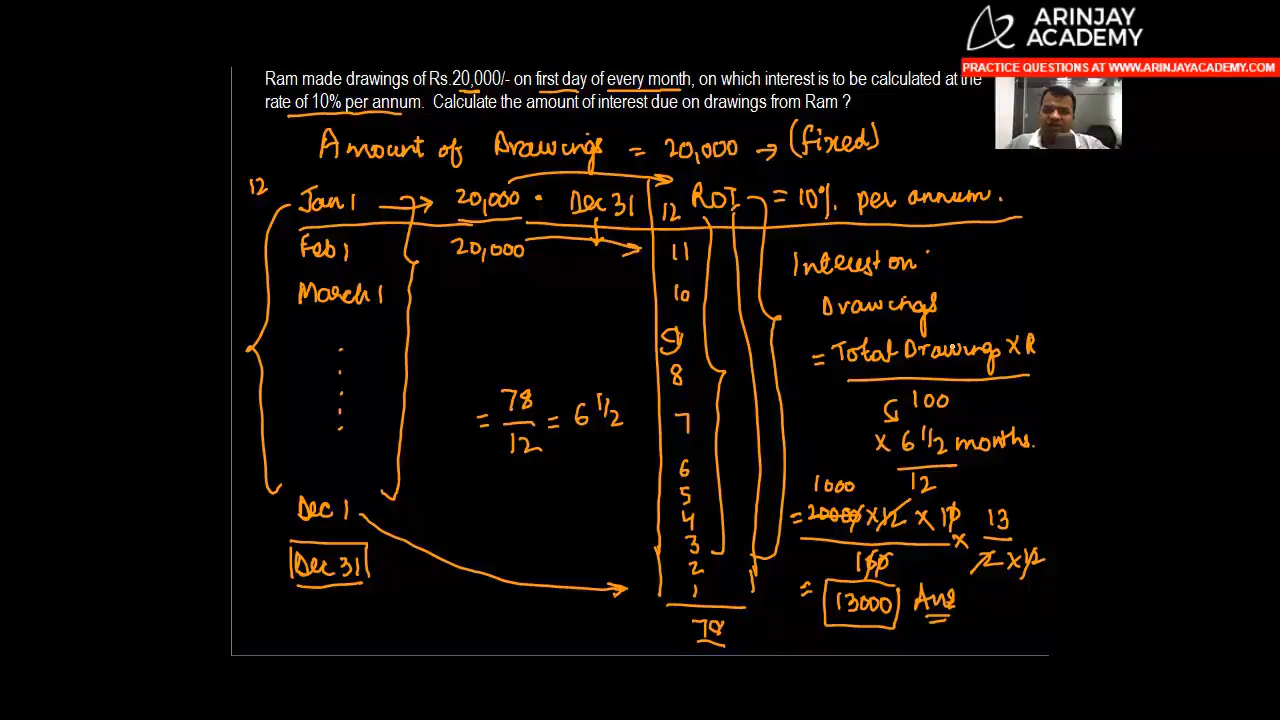 ARINJAY
ACADEMY
PRACTICE QUESTIONS AT WWW.ARINJAYACADEMY.COM
Ram made drawings of Rs.20,000/- on first day of every month, on which interest is to be calculated at the
rate of 10% per annum. Calculate the amount of interest due on drawings from Ram ?
Amount of Drawings = 20,000 → (fixed)
12
Jan 1 → 20,000 · Dec 31 12 ROI = 10% per annum.
Feb 1 20,000 11
March 1 10
9
8
7
6
5
4
3
2
1
78
Dec 1
Dec 31
= 78/12 = 6 1/2
Interest on
Drawings
= Total Drawings X R
100
x 6 1/2 months.
12
1000
= 20000 x 12 x 10 x 13
100 2 x 12
= 13000 Ans